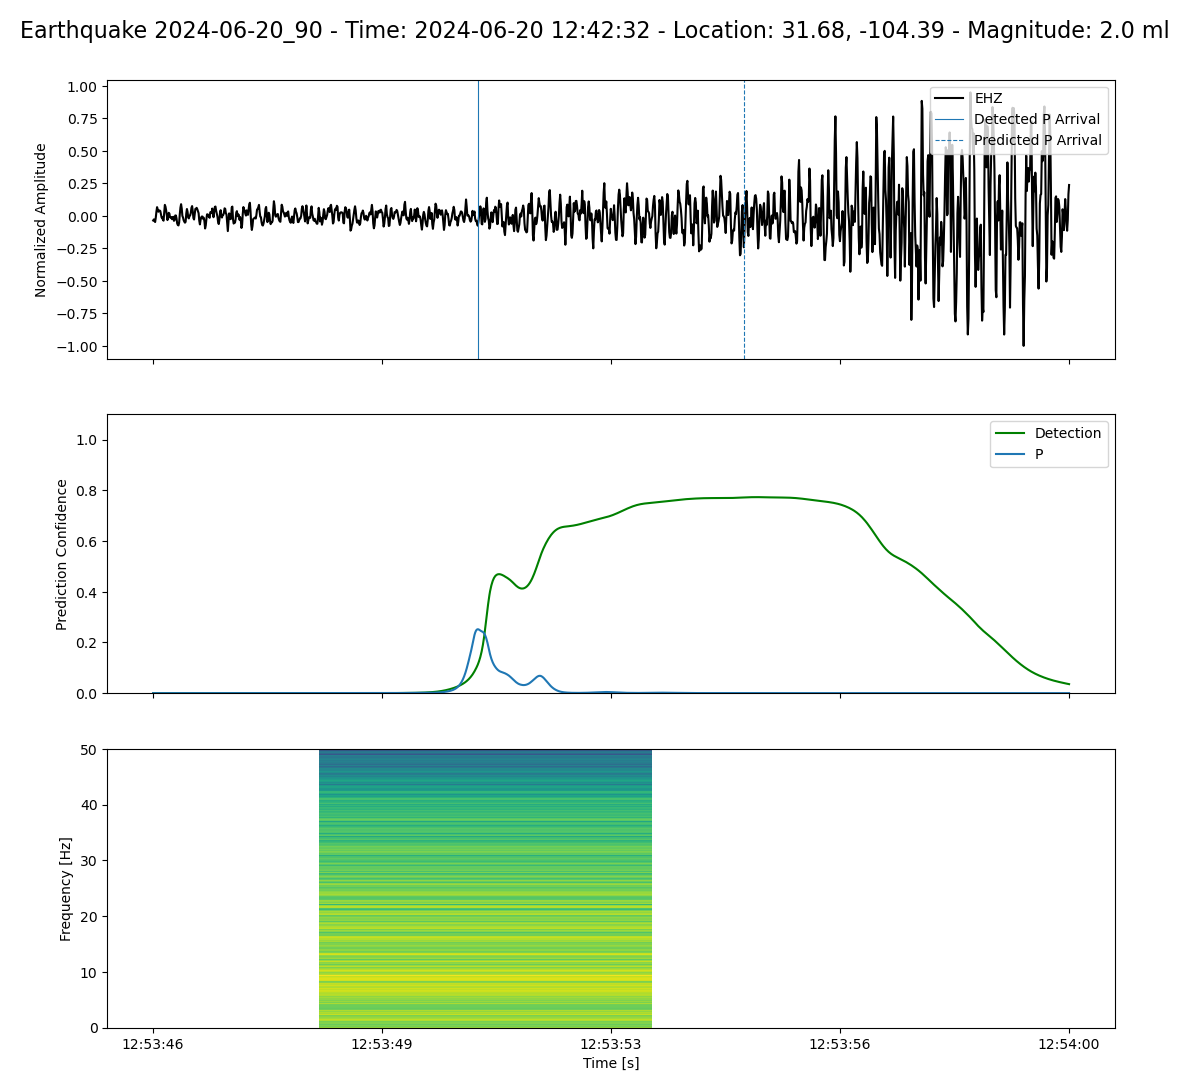 Earthquake 2024-06-20_90 - Time: 2024-06-20 12:42:32 - Location: 31.68, -104.39 - Magnitude: 2.0 ml
1.00
0.75
0.50
0.25
0.00
−0.25
−0.50
−0.75
−1.00
Normalized Amplitude
EHZ
Detected P Arrival
Predicted P Arrival
1.0
0.8
0.6
0.4
0.2
0.0
Prediction Confidence
Detection
P
50
40
30
20
10
0
Frequency [Hz]
12:53:46 12:53:49 12:53:53 12:53:56 12:54:00
Time [s]